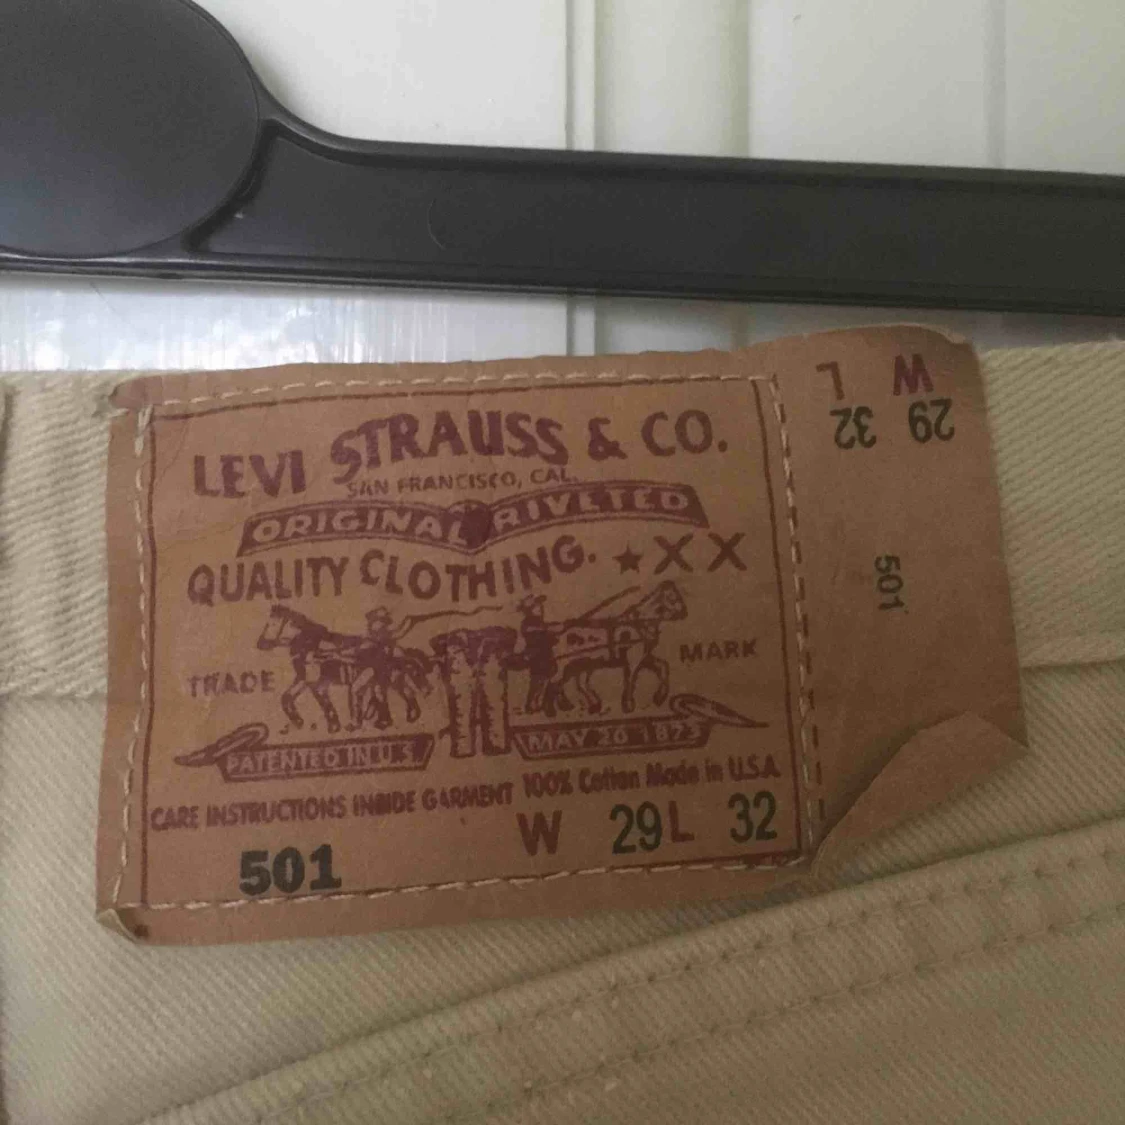 LEVI STRAUSS & CO.
SAN FRANCISCO, CAL.
ORIGINAL RIVETED
QUALITY CLOTHING. ★XX
TRADE MARK
PATENTED IN U.S. MAY 20 1873
CARE INSTRUCTIONS INSIDE GARMENT 100% Cotton Made in U.S.A.
W 29 L 32
501
W L
29 32
501